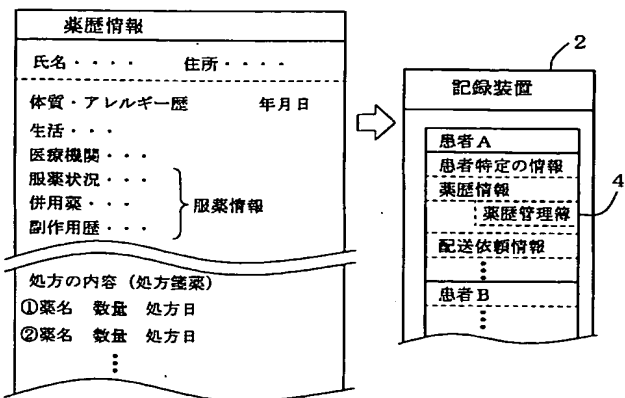 薬歴情報
氏名・・・・　住所・・・・
体質・アレルギー歴　年月日
生活・・・
医療機関・・・
服薬状況・・・
併用薬・・・
副作用歴・・・
服薬情報
処方の内容（処方箋薬）
①薬名　数量　処方日
②薬名　数量　処方日
2
記録装置
患者A
患者特定の情報
薬歴情報
薬歴管理簿
4
配送依頼情報
患者B